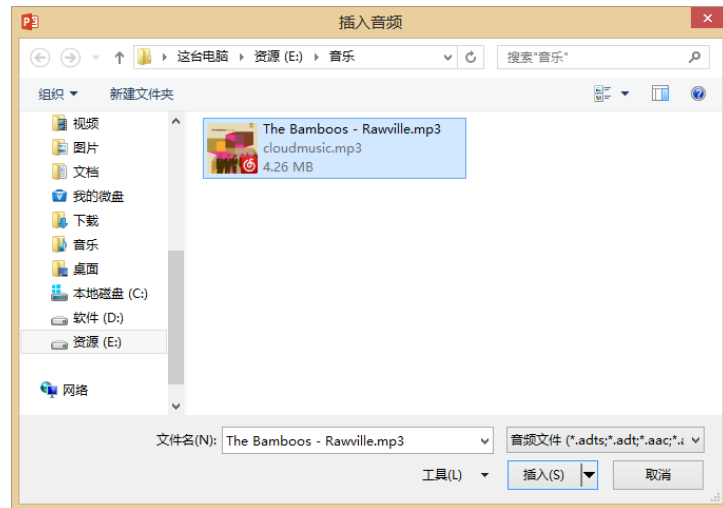 插入音频
这台电脑 资源 (E:) 音乐
搜索"音乐"
组织 新建文件夹
视频
图片
文档
我的微盘
下载
音乐
桌面
本地磁盘 (C:)
软件 (D:)
资源 (E:)
网络
The Bamboos - Rawville.mp3
cloudmusic.mp3
4.26 MB
文件名(N): The Bamboos - Rawville.mp3
音频文件 (*.adts;*.adt;*.aac;*.a
工具(L) 插入(S) 取消